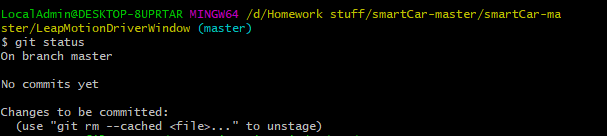 LocalAdmin@DESKTOP-8UPRTAR MINGW64 /d/Homework stuff/smartCar-master/smartCar-ma
ster/LeapMotionDriverWindow (master)
$ git status
On branch master
No commits yet
Changes to be committed:
(use "git rm --cached <file>..." to unstage)